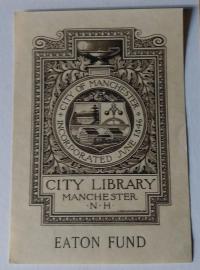 CITY OF MANCHESTER
INCORPORATED JUNE 1846
CITY LIBRARY
MANCHESTER
·N·H·
EATON FUND